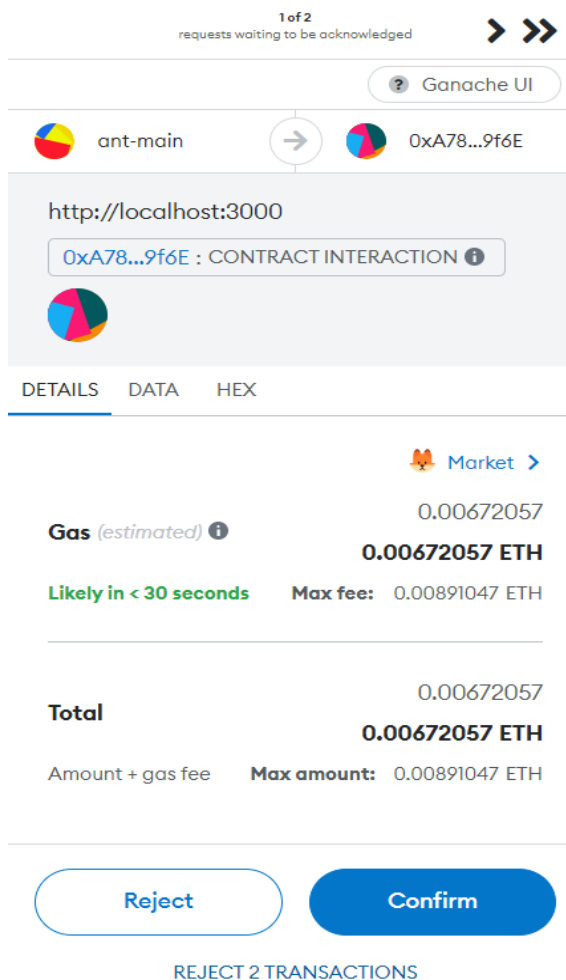 1 of 2
requests waiting to be acknowledged
? Ganache UI
ant-main
0xA78...9f6E
http://localhost:3000
0xA78...9f6E : CONTRACT INTERACTION
DETAILS DATA HEX
Market
0.00672057
Gas (estimated)
0.00672057 ETH
Likely in < 30 seconds Max fee: 0.00891047 ETH
0.00672057
Total
0.00672057 ETH
Amount + gas fee Max amount: 0.00891047 ETH
Reject Confirm
REJECT 2 TRANSACTIONS